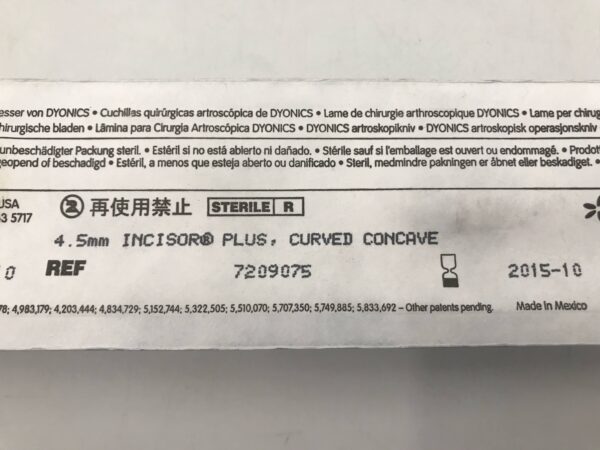 von DYONICS • Cuchillas quirúrgicas artroscópica de DYONICS • Lame de chirurgie arthroscopique DYONICS • Lame per
bladen • Lâmina para Cirurgia Artroscópica DYONICS • DYONICS artroskopikniv • DYONICS artroskopisk operasjonskniv
unbeschädigter Packung steril. • Estéril si no está abierto ni dañado. • Stérile sauf si l'emballage est ouvert ou endommagé. •
geopend of beschadigd • Estéril, a menos que esteja aberto ou danificado • Steril, medmindre pakningen er åbnet eller beskadiget. •
USA
3 5717
2 再使用禁止 STERILE R
4.5mm INCISOR® PLUS, CURVED CONCAVE
0 REF 7209075 2015-10
78; 4,983,179; 4,203,444; 4,834,729; 5,152,744; 5,322,505; 5,510,070; 5,707,350; 5,749,885; 5,833,692 – Other patents pending. Made in Mexico